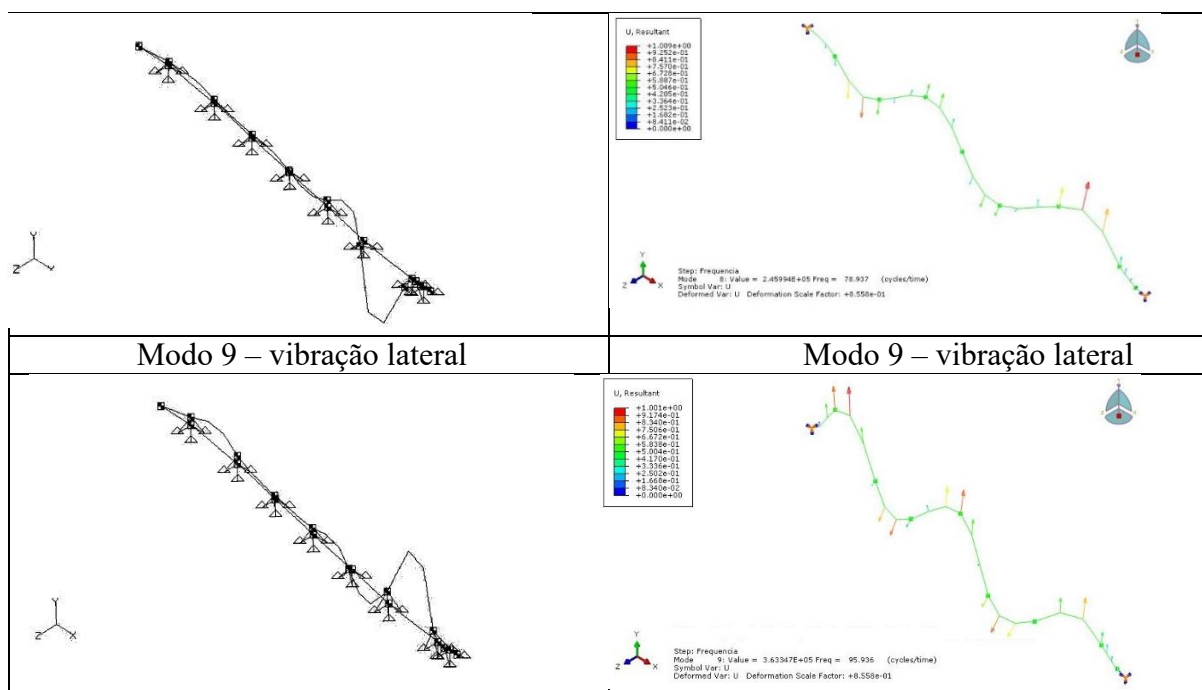 Y
Z
U, Resultant
+1.009e+00
+9.252e-01
+8.411e-01
+7.570e-01
+6.728e-01
+5.887e-01
+5.046e-01
+4.205e-01
+3.364e-01
+2.523e-01
+1.682e-01
+8.411e-02
+0.000e+00
Y
Z X
Step: Frequencia
Mode 8: Value = 2.45994E+05 Freq = 78.937 (cycles/time)
Symbol Var: U
Deformed Var: U Deformation Scale Factor: +8.558e-01
Modo 9 – vibração lateral
Modo 9 – vibração lateral
Y
Z X
U, Resultant
+1.001e+00
+9.174e-01
+8.340e-01
+7.506e-01
+6.672e-01
+5.838e-01
+5.004e-01
+4.170e-01
+3.336e-01
+2.502e-01
+1.668e-01
+8.340e-02
+0.000e+00
Y
Z X
Step: Frequencia
Mode 9: Value = 3.63347E+05 Freq = 95.936 (cycles/time)
Symbol Var: U
Deformed Var: U Deformation Scale Factor: +8.558e-01